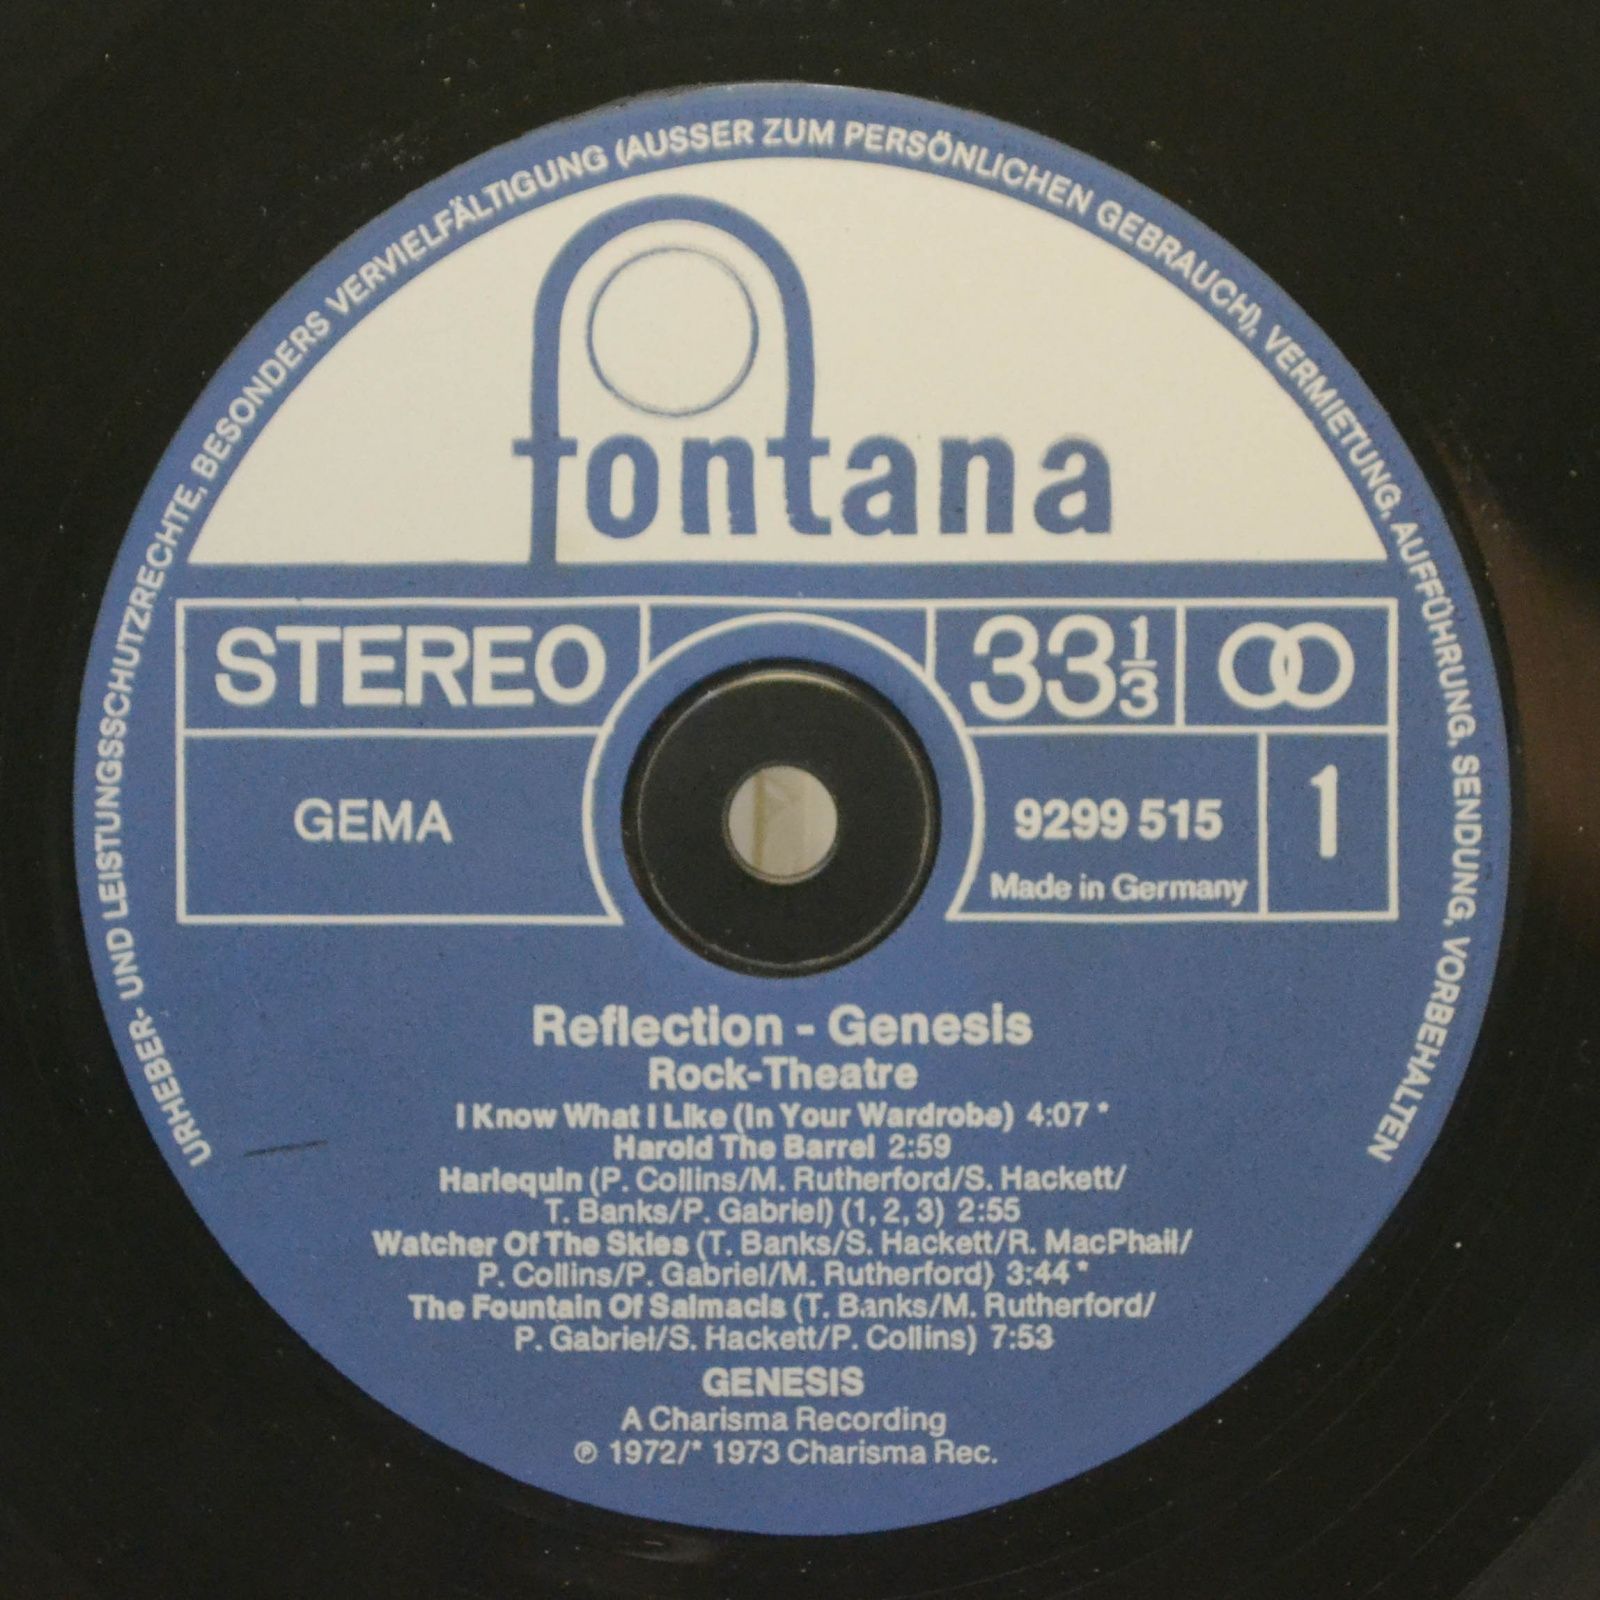 URHEBER- UND LEISTUNGSSCHUTZRECHTE, BESONDERS VERVIELFÄLTIGUNG (AUSSER ZUM PERSÖNLICHEN GEBRAUCH), VERMIETUNG, AUFFÜHRUNG, SENDUNG, VORBEHALTEN
fontana
STEREO
33 1/3
GEMA
9299 515
1
Made in Germany
Reflection - Genesis
Rock-Theatre
I Know What I Like (In Your Wardrobe) 4:07 *
Harold The Barrel 2:59
Harlequin (P. Collins/M. Rutherford/S. Hackett/
T. Banks/P. Gabriel) (1, 2, 3) 2:55
Watcher Of The Skies (T. Banks/S. Hackett/R. MacPhail/
P. Collins/P. Gabriel/M. Rutherford) 3:44 *
The Fountain Of Salmacis (T. Banks/M. Rutherford/
P. Gabriel/S. Hackett/P. Collins) 7:53
GENESIS
A Charisma Recording
℗ 1972/* 1973 Charisma Rec.